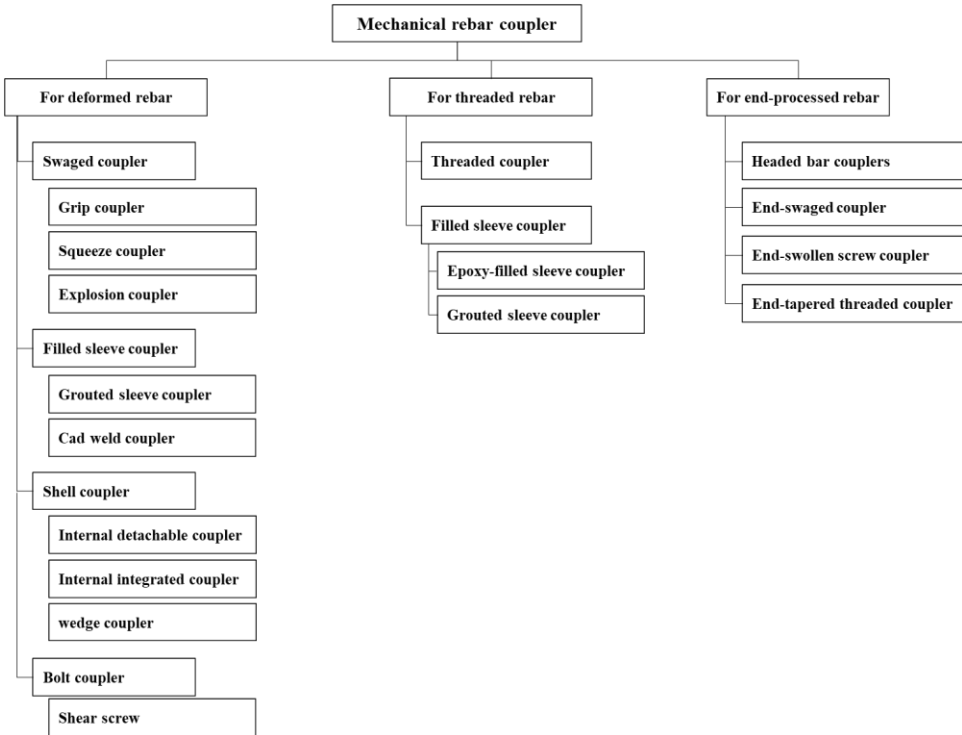 Mechanical rebar coupler
For deformed rebar
Swaged coupler
Grip coupler
Squeeze coupler
Explosion coupler
Filled sleeve coupler
Grouted sleeve coupler
Cad weld coupler
Shell coupler
Internal detachable coupler
Internal integrated coupler
wedge coupler
Bolt coupler
Shear screw
For threaded rebar
Threaded coupler
Filled sleeve coupler
Epoxy-filled sleeve coupler
Grouted sleeve coupler
For end-processed rebar
Headed bar couplers
End-swaged coupler
End-swollen screw coupler
End-tapered threaded coupler